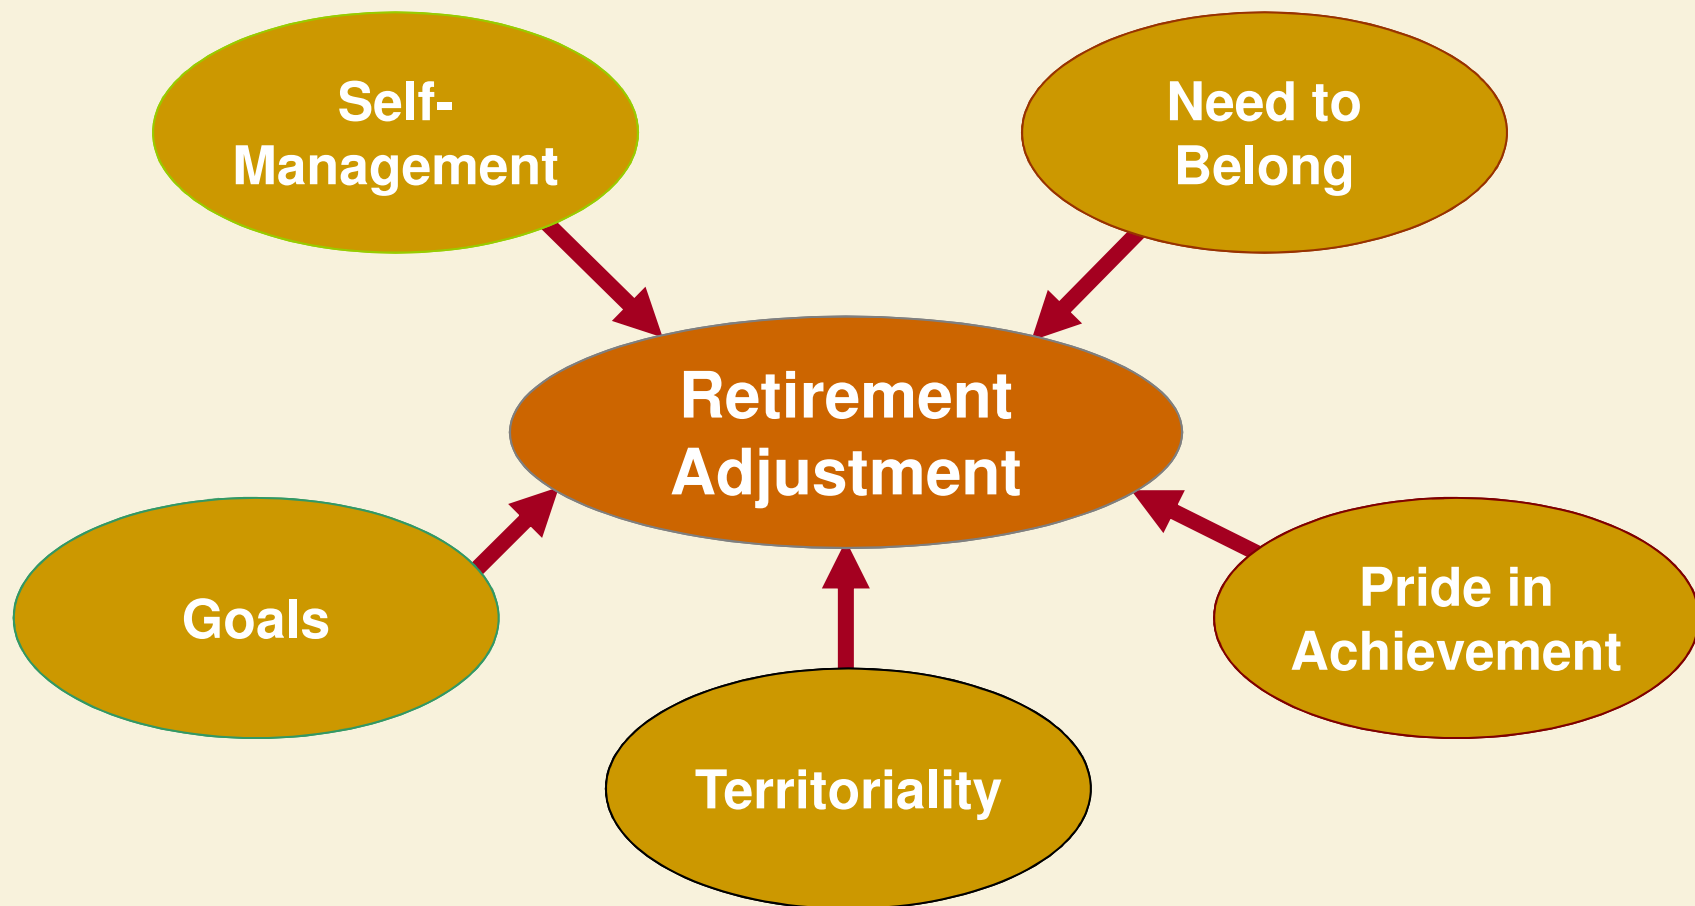 Self-
Management
Need to
Belong
Retirement
Adjustment
Goals
Pride in
Achievement
Territoriality